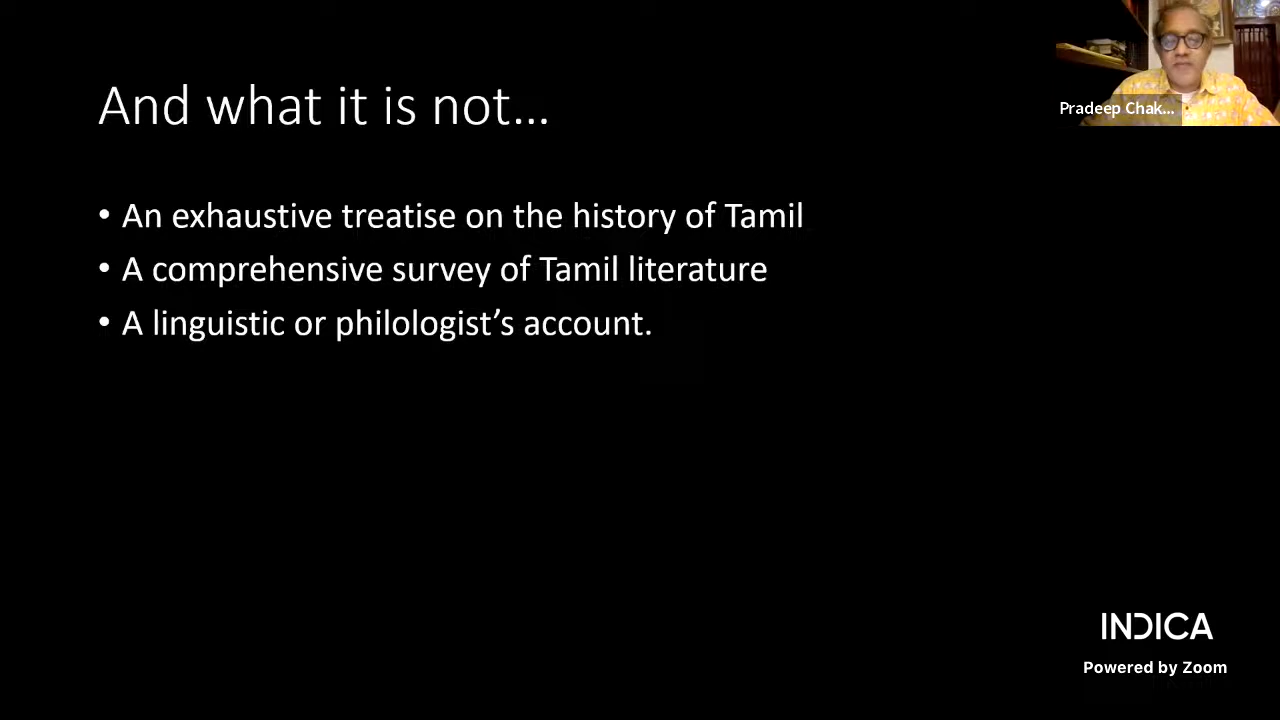 And what it is not...
• An exhaustive treatise on the history of Tamil
• A comprehensive survey of Tamil literature
• A linguistic or philologist’s account.
Pradeep Chak...
INDICA
Powered by Zoom